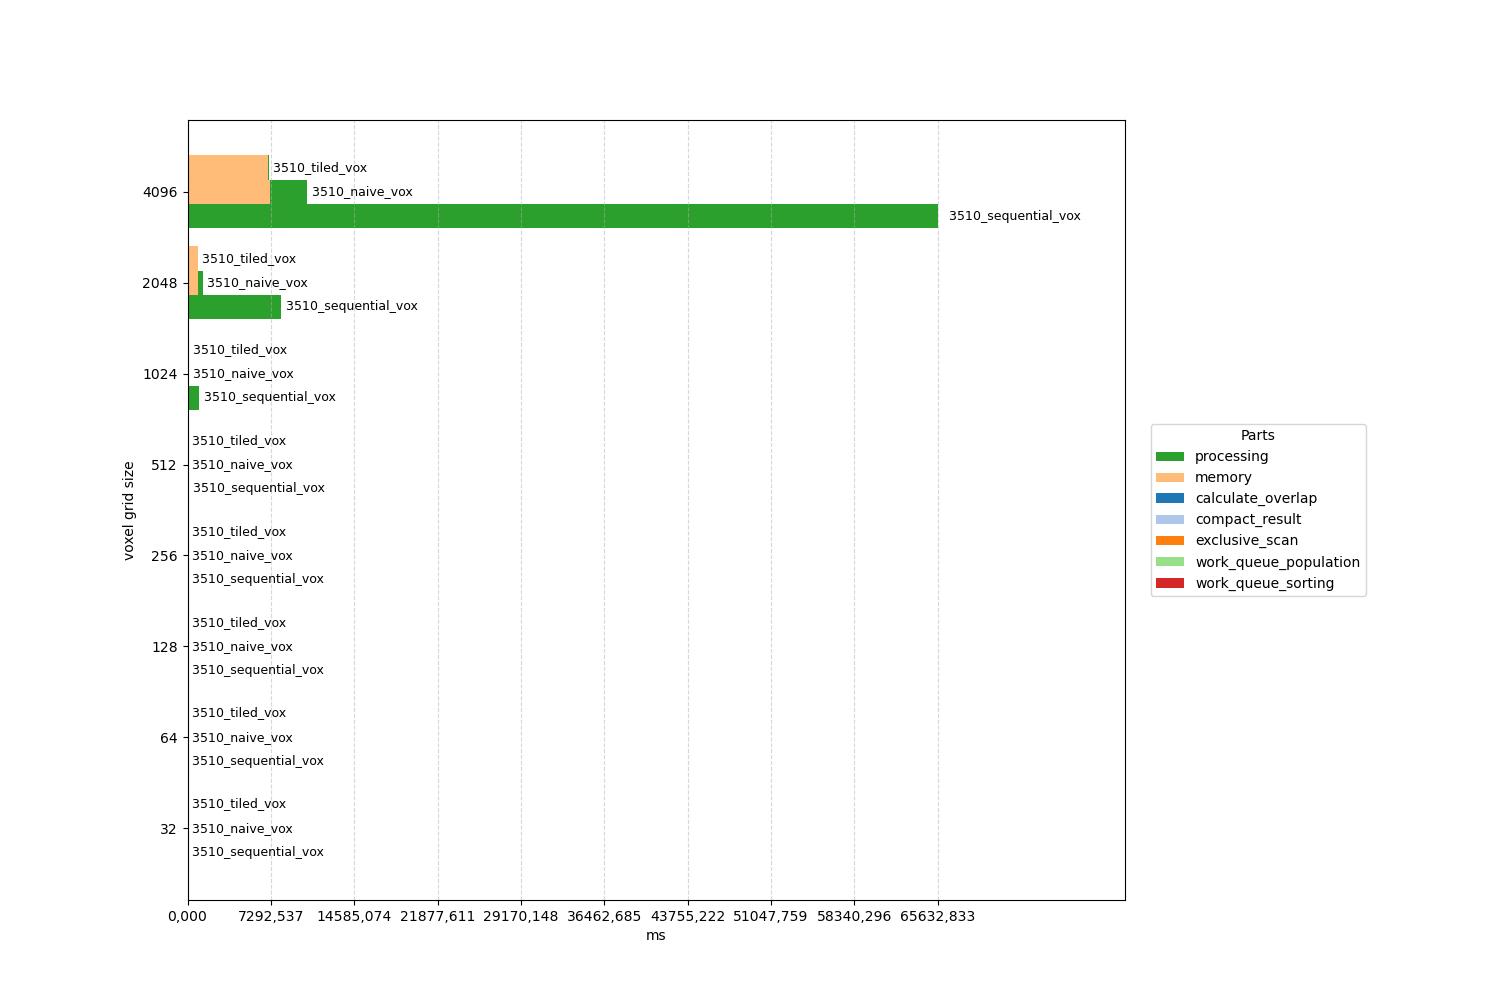 3510_tiled_vox
4096
3510_naive_vox
3510_sequential_vox
3510_tiled_vox
2048
3510_naive_vox
3510_sequential_vox
3510_tiled_vox
1024
3510_naive_vox
3510_sequential_vox
3510_tiled_vox
512
3510_naive_vox
3510_sequential_vox
3510_tiled_vox
256
3510_naive_vox
3510_sequential_vox
3510_tiled_vox
128
3510_naive_vox
3510_sequential_vox
3510_tiled_vox
64
3510_naive_vox
3510_sequential_vox
3510_tiled_vox
32
3510_naive_vox
3510_sequential_vox
voxel grid size
0,000 7292,537 14585,074 21877,611 29170,148 36462,685 43755,222 51047,759 58340,296 65632,833
ms
Parts
processing
memory
calculate_overlap
compact_result
exclusive_scan
work_queue_population
work_queue_sorting